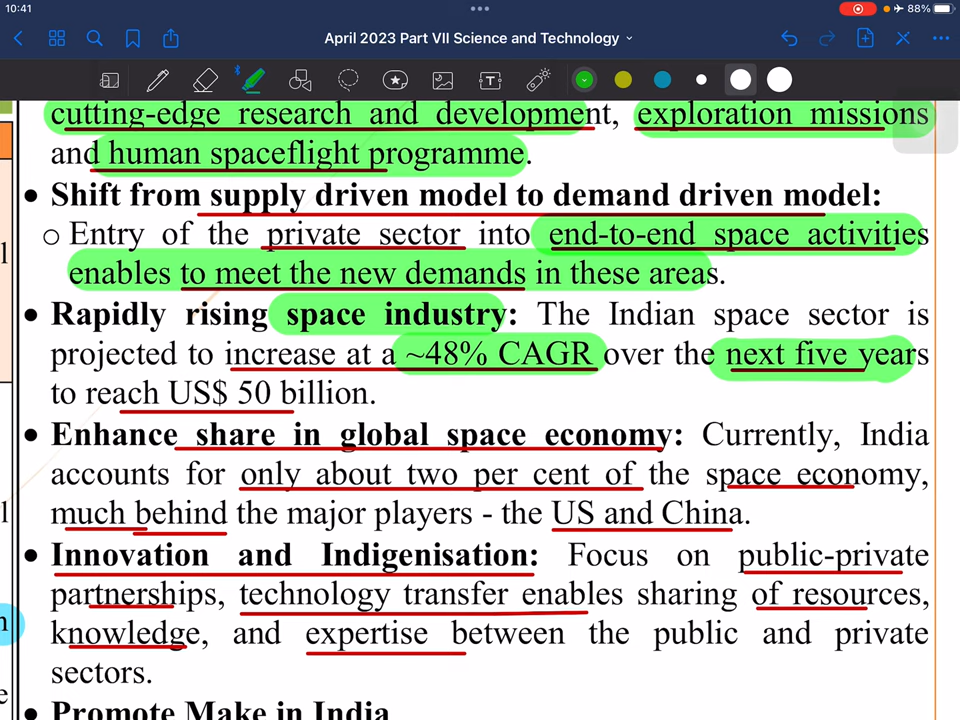 10:41
88%
April 2023 Part VII Science and Technology
cutting-edge research and development, exploration missions
and human spaceflight programme.
• Shift from supply driven model to demand driven model:
o Entry of the private sector into end-to-end space activities
enables to meet the new demands in these areas.
• Rapidly rising space industry: The Indian space sector is
projected to increase at a ~48% CAGR over the next five years
to reach US$ 50 billion.
• Enhance share in global space economy: Currently, India
accounts for only about two per cent of the space economy,
much behind the major players - the US and China.
• Innovation and Indigenisation: Focus on public-private
partnerships, technology transfer enables sharing of resources,
knowledge, and expertise between the public and private
sectors.
• Promote Make in India